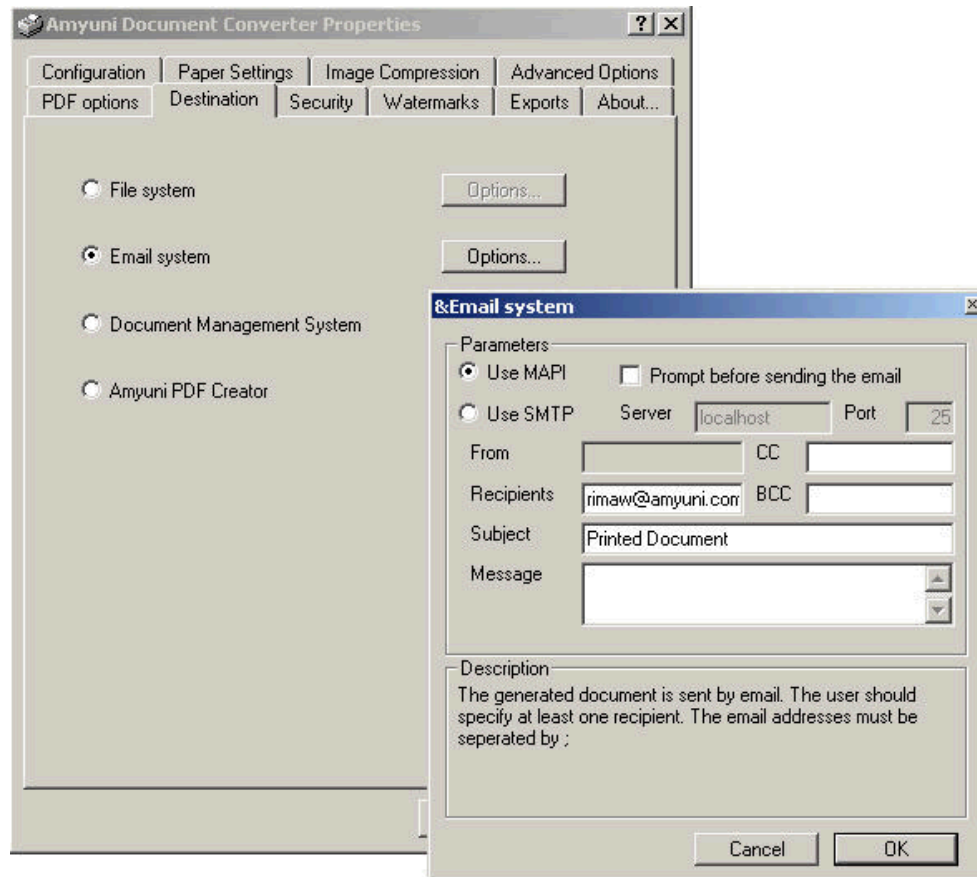 Amyuni Document Converter Properties
Configuration Paper Settings Image Compression Advanced Options
PDF options Destination Security Watermarks Exports About...
File system Options...
Email system Options...
Document Management System
Amyuni PDF Creator
&Email system
Parameters
Use MAPI Prompt before sending the email
Use SMTP Server localhost Port 25
From CC
Recipients rimaw@amyuni.com BCC
Subject Printed Document
Message
Description
The generated document is sent by email. The user should
specify at least one recipient. The email addresses must be
seperated by ;
Cancel OK